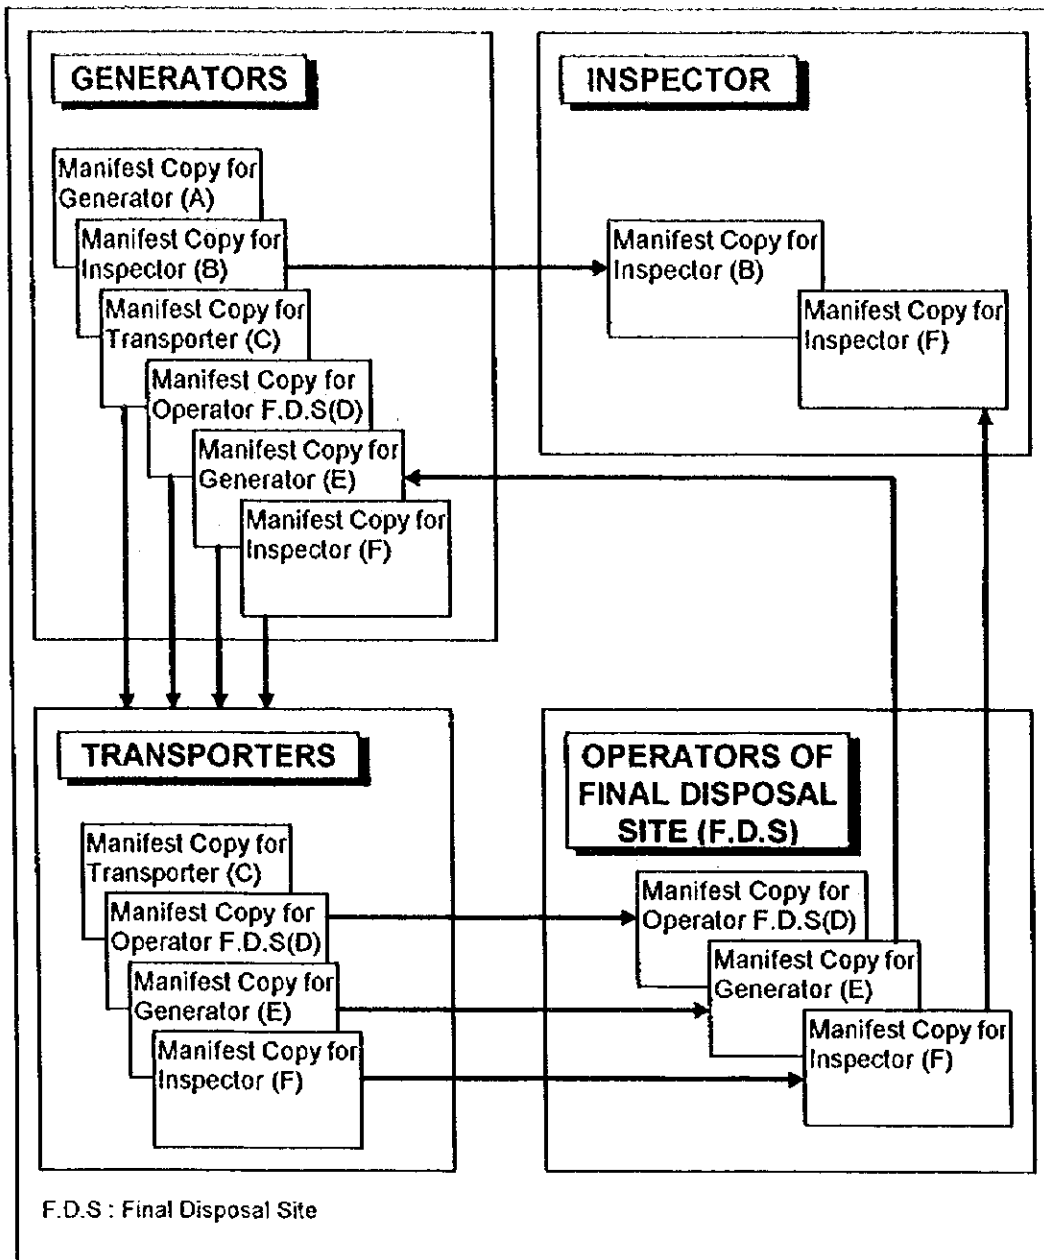 GENERATORS
Manifest Copy for
Generator (A)
Manifest Copy for
Inspector (B)
Manifest Copy for
Transporter (C)
Manifest Copy for
Operator F.D.S(D)
Manifest Copy for
Generator (E)
Manifest Copy for
Inspector (F)
INSPECTOR
Manifest Copy for
Inspector (B)
Manifest Copy for
Inspector (F)
TRANSPORTERS
Manifest Copy for
Transporter (C)
Manifest Copy for
Operator F.D.S(D)
Manifest Copy for
Generator (E)
Manifest Copy for
Inspector (F)
OPERATORS OF
FINAL DISPOSAL
SITE (F.D.S)
Manifest Copy for
Operator F.D.S(D)
Manifest Copy for
Generator (E)
Manifest Copy for
Inspector (F)
F.D.S : Final Disposal Site